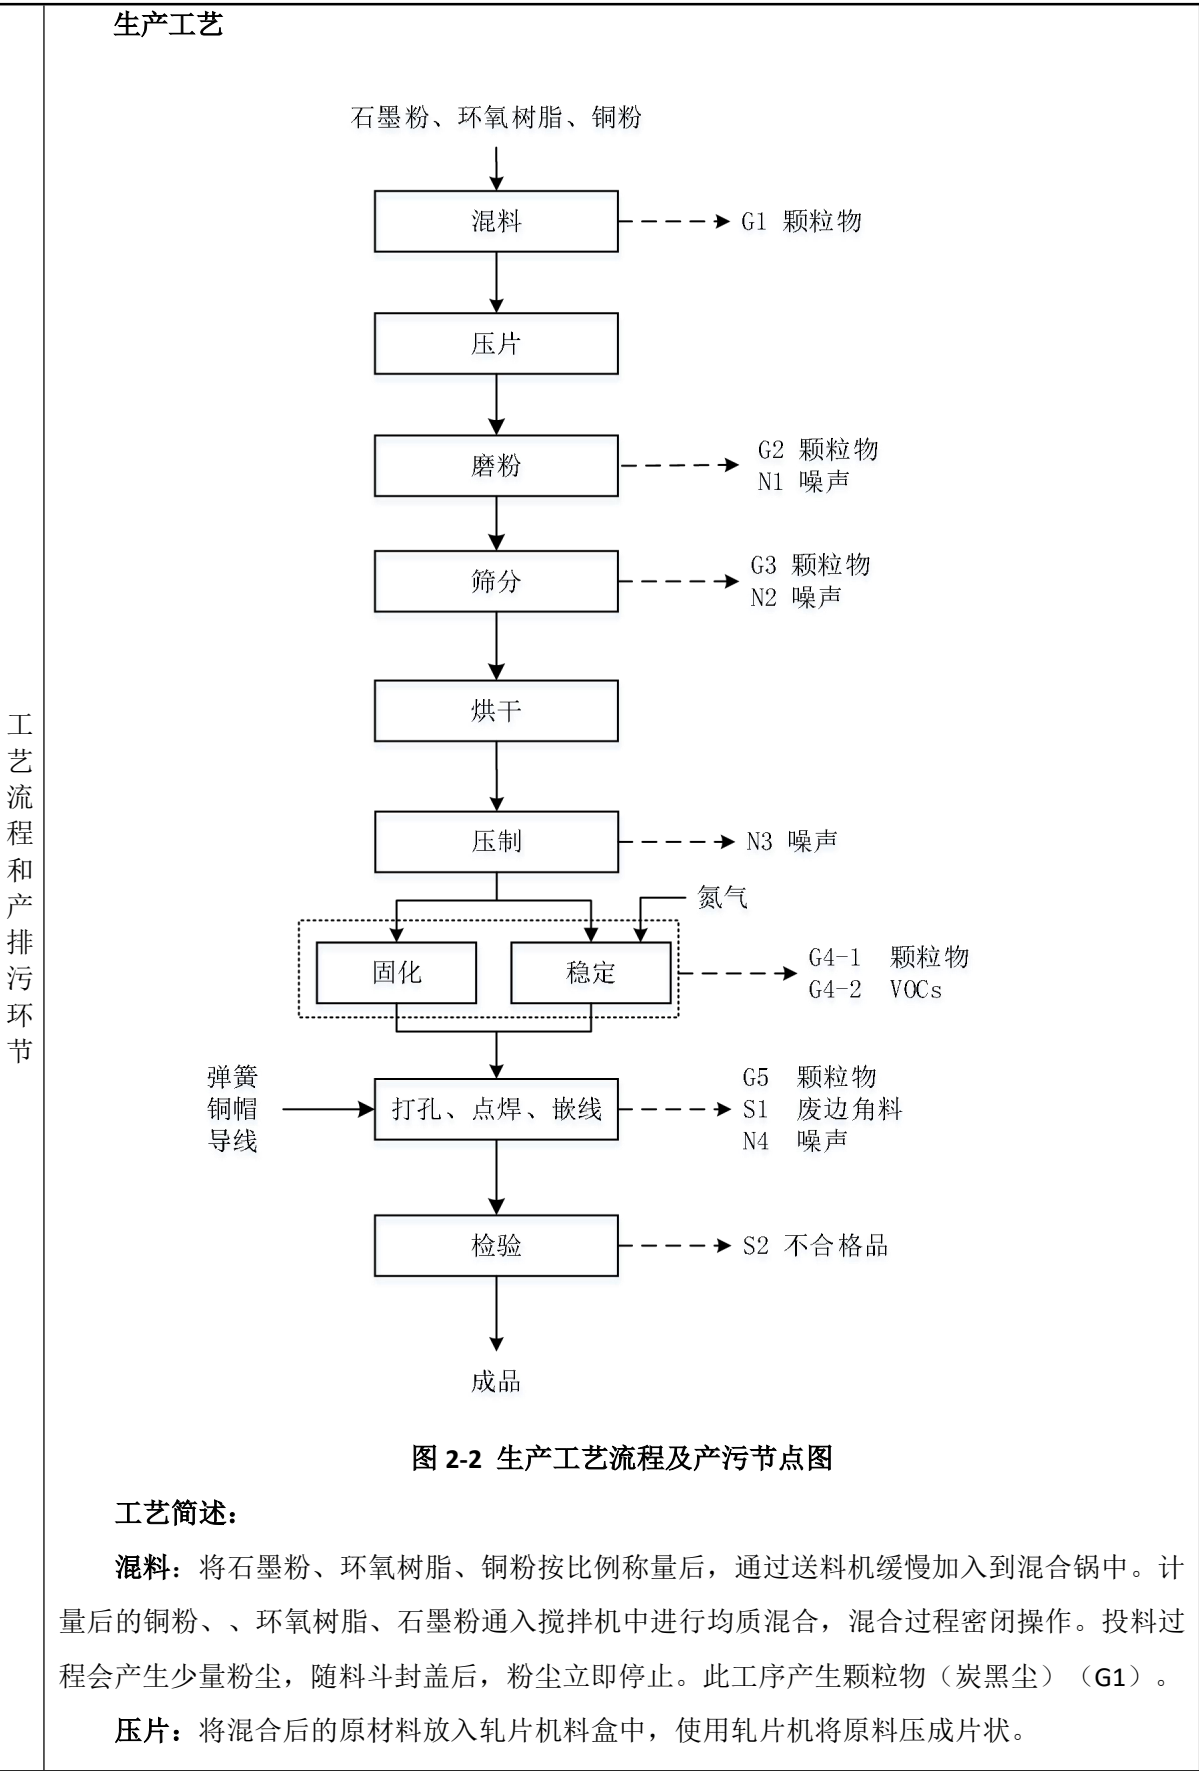 生产工艺
石墨粉、环氧树脂、铜粉
混料
G1 颗粒物
压片
磨粉
G2 颗粒物
N1 噪声
筛分
G3 颗粒物
N2 噪声
烘干
压制
N3 噪声
氮气
固化
稳定
G4-1 颗粒物
G4-2 VOCs
弹簧
铜帽
导线
打孔、点焊、嵌线
G5 颗粒物
S1 废边角料
N4 噪声
检验
S2 不合格品
成品
工艺流程和产排污环节
图 2-2 生产工艺流程及产污节点图
工艺简述：
混料：将石墨粉、环氧树脂、铜粉按比例称量后，通过送料机缓慢加入到混合锅中。计
量后的铜粉、、环氧树脂、石墨粉通入搅拌机中进行均质混合，混合过程密闭操作。投料过
程会产生少量粉尘，随料斗封盖后，粉尘立即停止。此工序产生颗粒物（炭黑尘）（G1）。
压片：将混合后的原材料放入轧片机料盒中，使用轧片机将原料压成片状。